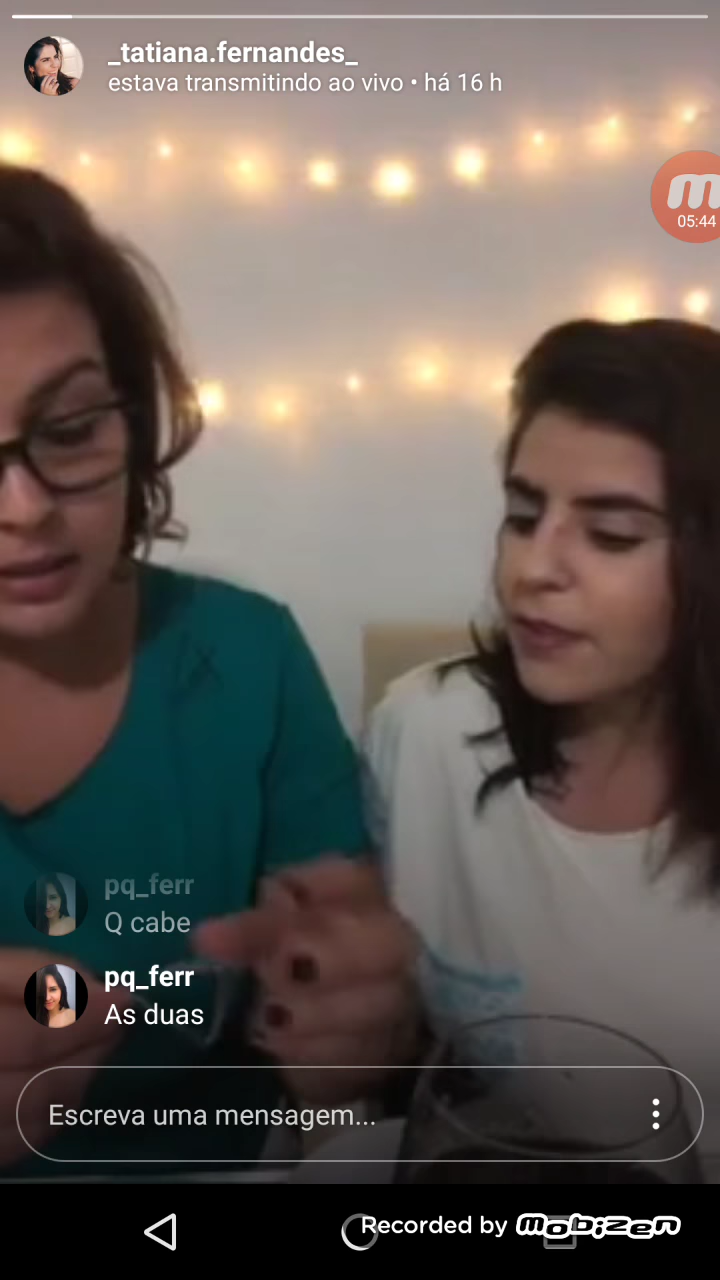 _tatiana.fernandes_
estava transmitindo ao vivo • há 16 h
m
05:44
pq_ferr
Q cabe
pq_ferr
As duas
Escreva uma mensagem...
Recorded by mobizen